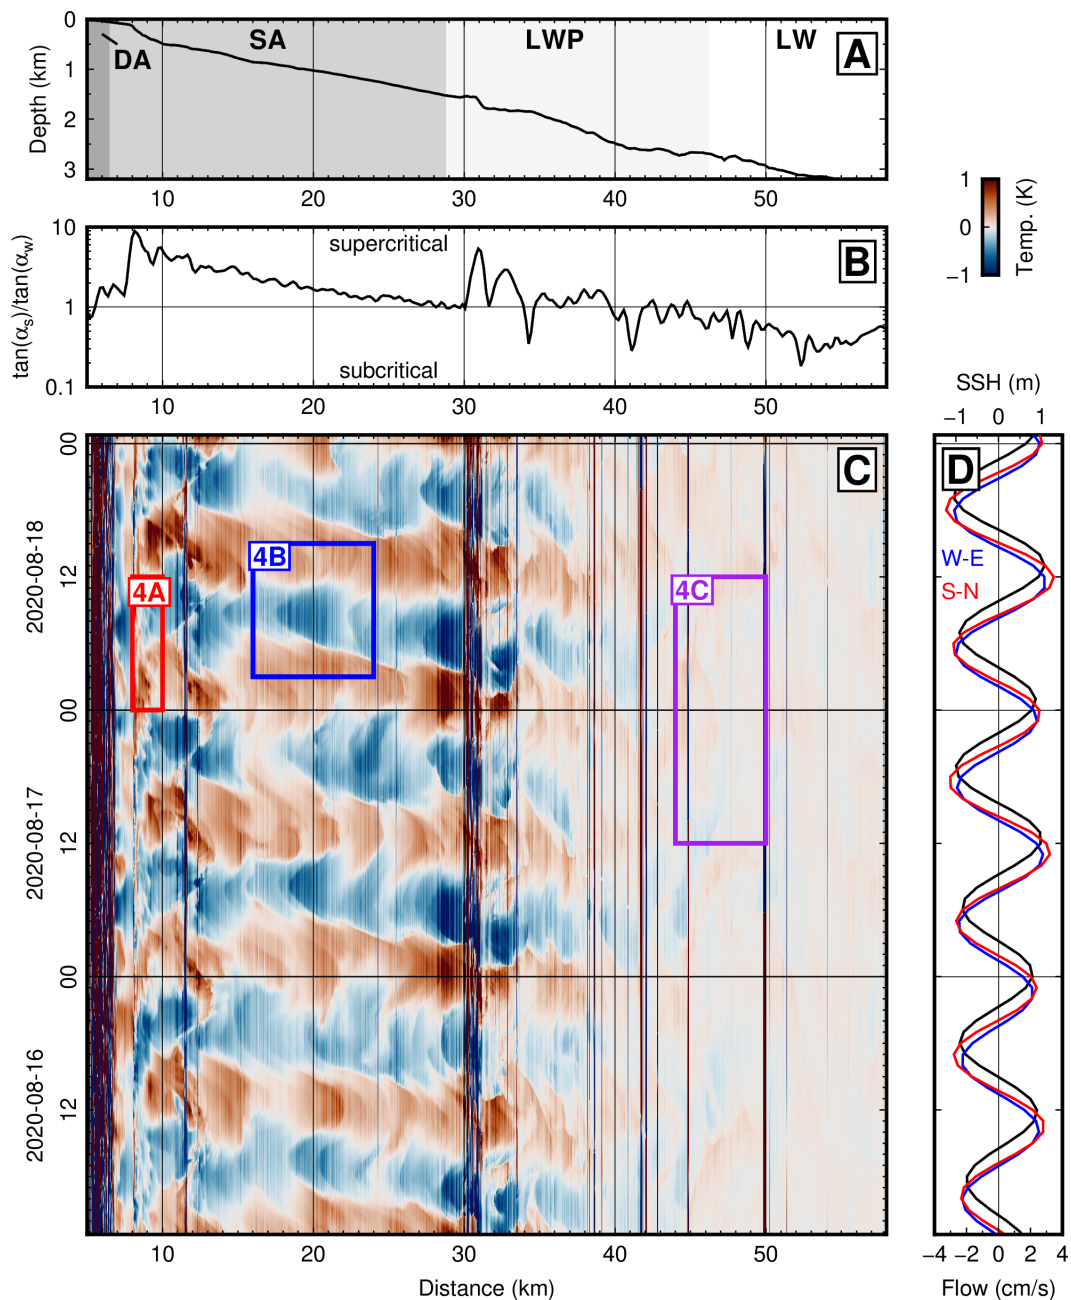 0
1
2
3
Depth (km)
DA
SA
LWP
LW
A
10
20
30
40
50
1
0
−1
Temp. (K)
10
1
0.1
tan(αs)/tan(αw)
supercritical
subcritical
B
10
20
30
40
50
SSH (m)
−1
0
1
00
12
00
12
00
12
2020-08-18
2020-08-17
2020-08-16
C
4A
4B
4C
D
W-E
S-N
10
20
30
40
50
Distance (km)
−4
−2
0
2
4
Flow (cm/s)